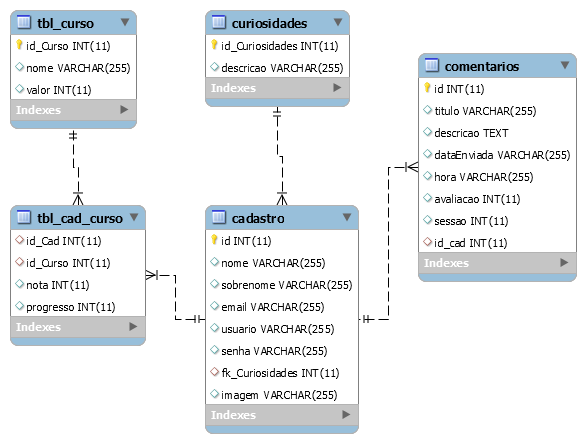 tbl_curso
id_Curso INT(11)
nome VARCHAR(255)
valor INT(11)
Indexes
curiosidades
id_Curiosidades INT(11)
descricao VARCHAR(255)
Indexes
comentarios
id INT(11)
titulo VARCHAR(255)
descricao TEXT
dataEnviada VARCHAR(255)
hora VARCHAR(255)
avaliacao INT(11)
sessao INT(11)
id_cad INT(11)
Indexes
tbl_cad_curso
id_Cad INT(11)
id_Curso INT(11)
nota INT(11)
progresso INT(11)
Indexes
cadastro
id INT(11)
nome VARCHAR(255)
sobrenome VARCHAR(255)
email VARCHAR(255)
usuario VARCHAR(255)
senha VARCHAR(255)
fk_Curiosidades INT(11)
imagem VARCHAR(255)
Indexes